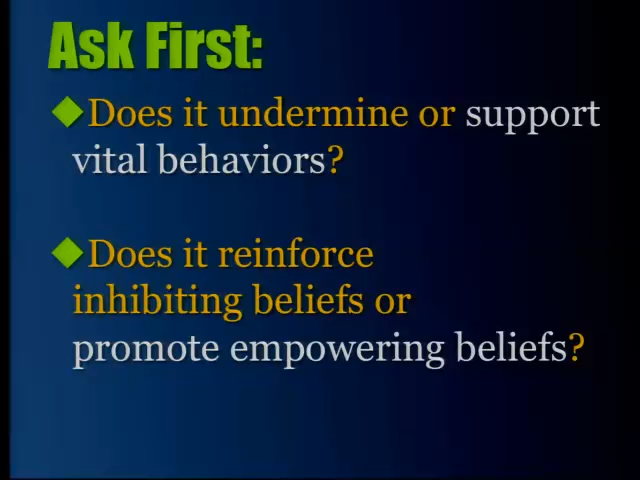 Ask First:
Does it undermine or support
vital behaviors?
Does it reinforce
inhibiting beliefs or
promote empowering beliefs?